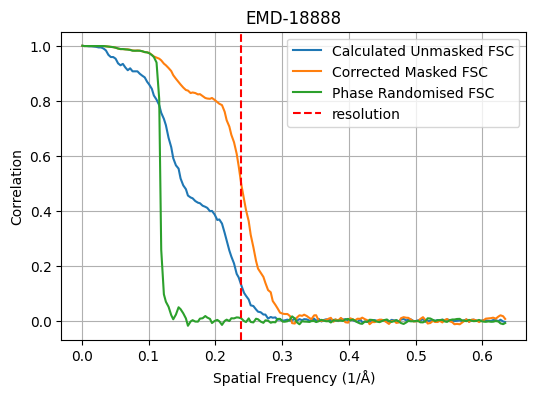 EMD-18888
Calculated Unmasked FSC
Corrected Masked FSC
Phase Randomised FSC
resolution
Correlation
1.0
0.8
0.6
0.4
0.2
0.0
0.0 0.1 0.2 0.3 0.4 0.5 0.6
Spatial Frequency (1/Å)